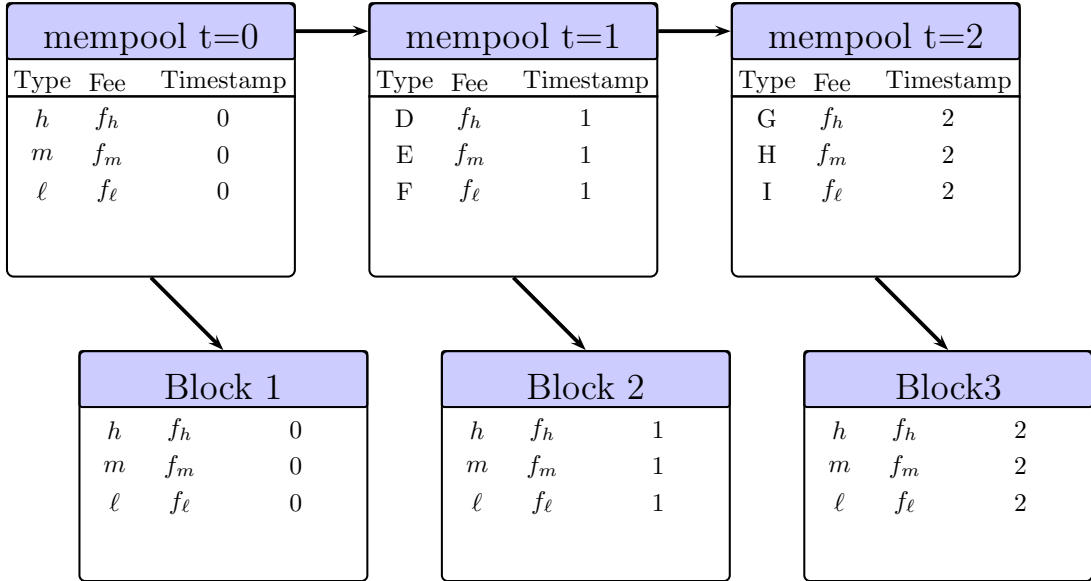 mempool t=0
Type Fee Timestamp
h f_h 0
m f_m 0
ℓ f_ℓ 0
mempool t=1
Type Fee Timestamp
D f_h 1
E f_m 1
F f_ℓ 1
mempool t=2
Type Fee Timestamp
G f_h 2
H f_m 2
I f_ℓ 2
Block 1
h f_h 0
m f_m 0
ℓ f_ℓ 0
Block 2
h f_h 1
m f_m 1
ℓ f_ℓ 1
Block3
h f_h 2
m f_m 2
ℓ f_ℓ 2